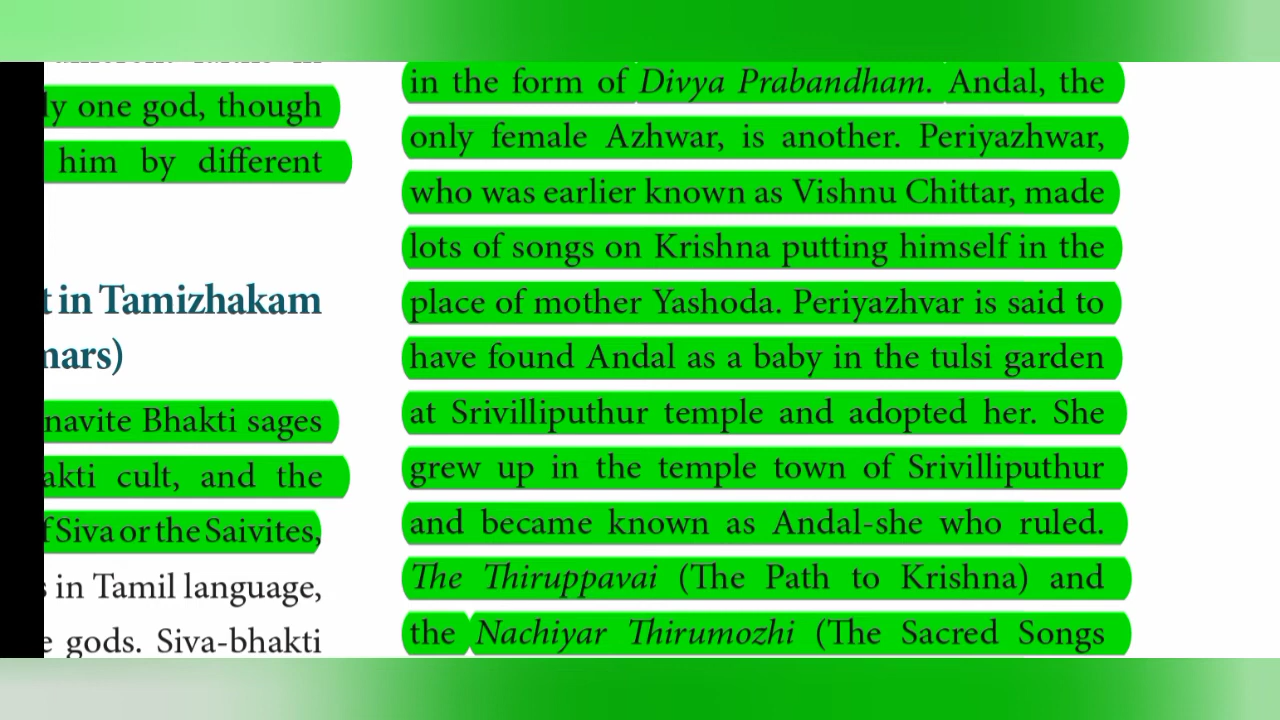 ly one god, though
him by different
t in Tamizhakam
mars)
navite Bhakti sages
akti cult, and the
f Siva or the Saivites,
s in Tamil language,
e gods. Siva-bhakti
in the form of Divya Prabandham. Andal, the
only female Azhwar, is another. Periyazhwar,
who was earlier known as Vishnu Chittar, made
lots of songs on Krishna putting himself in the
place of mother Yashoda. Periyazhvar is said to
have found Andal as a baby in the tulsi garden
at Srivilliputhur temple and adopted her. She
grew up in the temple town of Srivilliputhur
and became known as Andal-she who ruled.
The Thiruppavai (The Path to Krishna) and
the Nachiyar Thirumozhi (The Sacred Songs